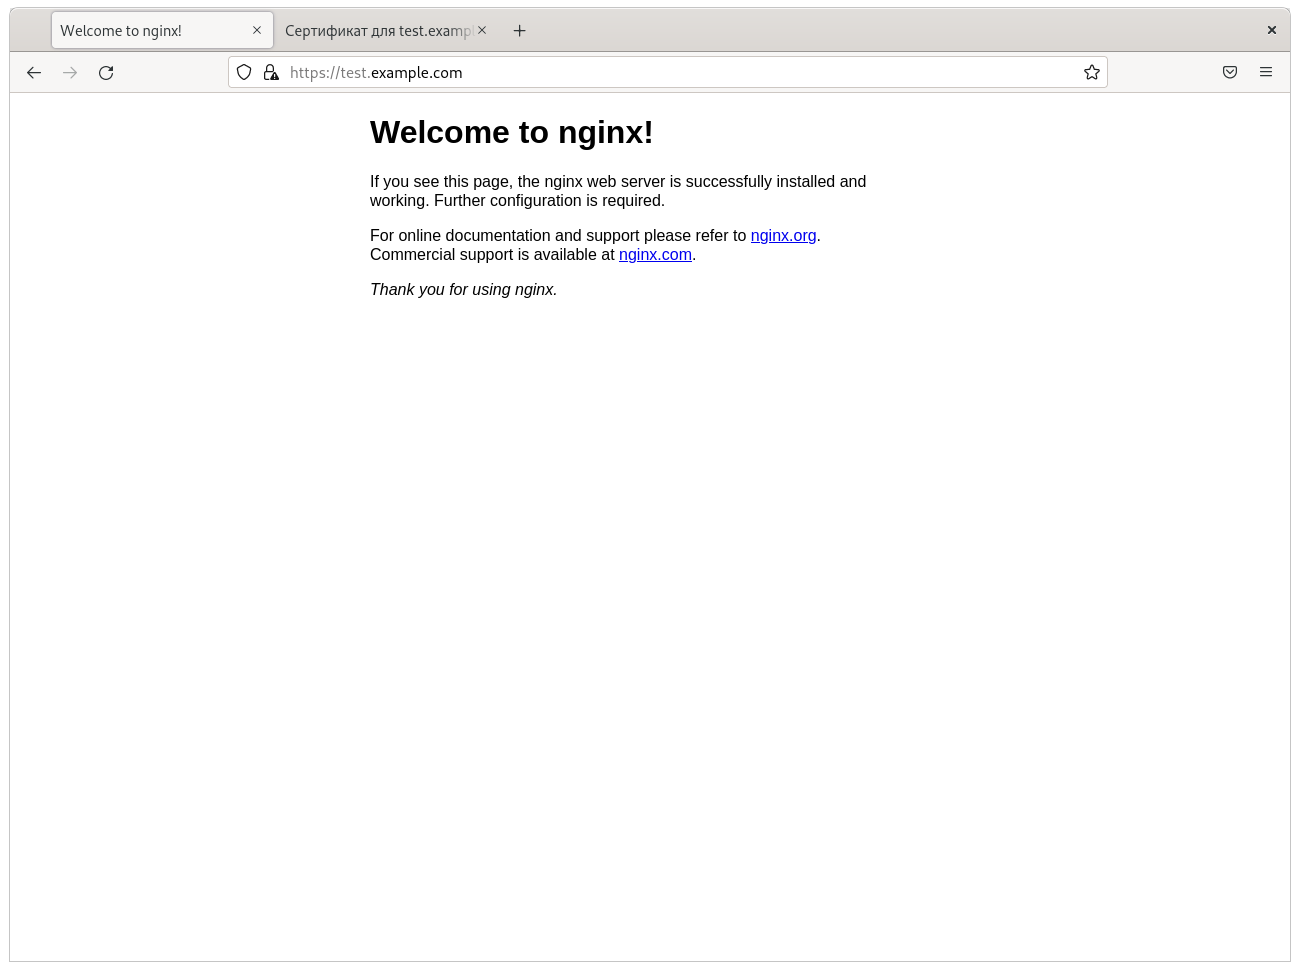 Welcome to nginx!
Сертификат для test.examp
https://test.example.com
Welcome to nginx!
If you see this page, the nginx web server is successfully installed and
working. Further configuration is required.
For online documentation and support please refer to nginx.org.
Commercial support is available at nginx.com.
Thank you for using nginx.